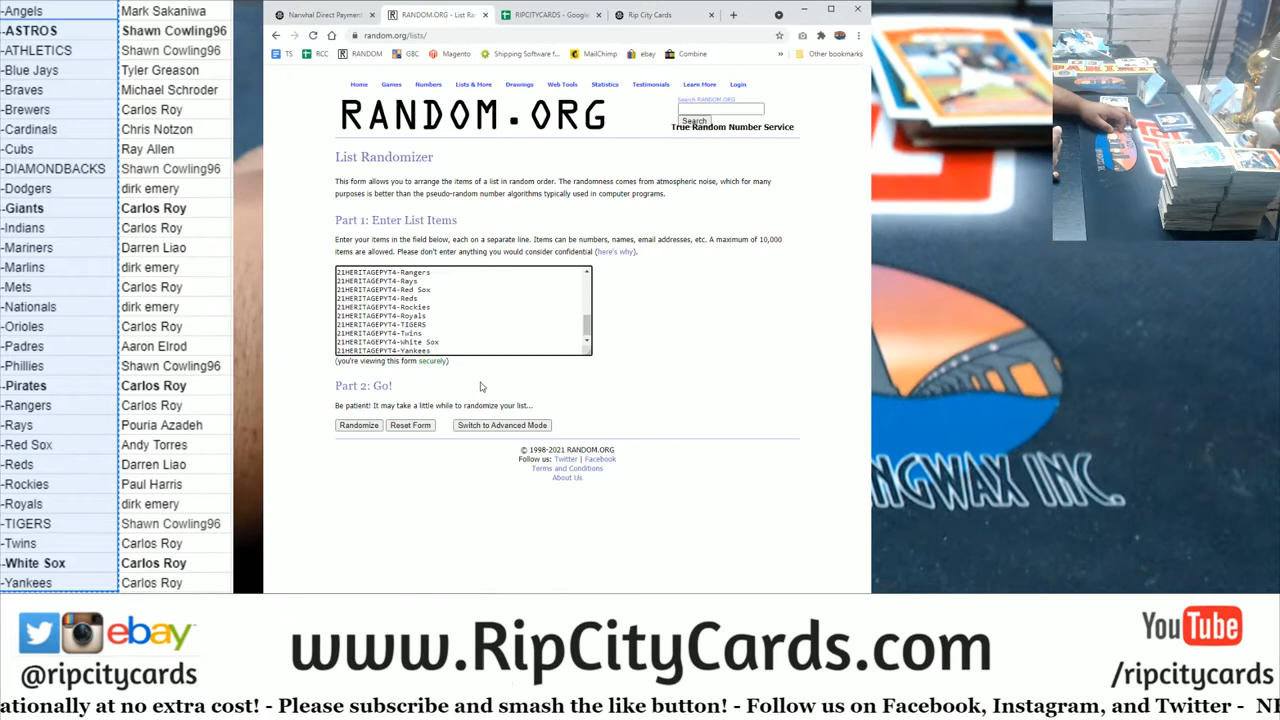 -Angels Mark Sakaniwa
-ASTROS Shawn Cowling96
-ATHLETICS Shawn Cowling96
-Blue Jays Tyler Greason
-Braves Michael Schroder
Carlos Roy
-Cardinals Chris Notzon
-Cubs Ray Allen
-DIAMONDBACKS Shawn Cowling96
-Dodgers dirk emery
-Giants Carlos Roy
-Indians Carlos Roy
-Mariners Darren Liao
-Marlins dirk emery
-Mets Carlos Roy
-Nationals dirk emery
-Orioles Carlos Roy
-Padres Aaron Elrod
-Phillies Shawn Cowling96
-Pirates Carlos Roy
-Rangers Carlos Roy
-Rays Pouria Azadeh
-Red Sox Andy Torres
-Reds Darren Liao
-Rockies Paul Harris
-Royals dirk emery
-TIGERS Shawn Cowling96
-Twins Carlos Roy
-White Sox Carlos Roy
-Yankees Carlos Roy
Narwhal Direct Payment
RANDOM.ORG - List Ra
RIPCITYCARDS - Google
Rip City Cards
random.org/lists/
TS RCC RANDOM GBC Magento Shipping Software f... MailChimp ebay Combine » Other bookmarks
Home Games Numbers Lists & More Drawings Web Tools Statistics Testimonials Learn More Login
RANDOM.ORG
Search RANDOM.ORG
Search
True Random Number Service
List Randomizer
This form allows you to arrange the items of a list in random order. The randomness comes from atmospheric noise, which for many
purposes is better than the pseudo-random number algorithms typically used in computer programs.
Part 1: Enter List Items
Enter your items in the field below, each on a separate line. Items can be numbers, names, email addresses, etc. A maximum of 10,000
items are allowed. Please don't enter anything you would consider confidential (here's why).
21HERITAGEPYT4-Rangers
21HERITAGEPYT4-Rays
21HERITAGEPYT4-Red Sox
21HERITAGEPYT4-Reds
21HERITAGEPYT4-Rockies
21HERITAGEPYT4-Royals
21HERITAGEPYT4-TIGERS
21HERITAGEPYT4-Twins
21HERITAGEPYT4-White Sox
21HERITAGEPYT4-Yankees
(you're viewing this form securely)
Part 2: Go!
Be patient! It may take a little while to randomize your list...
Randomize Reset Form Switch to Advanced Mode
© 1998-2021 RANDOM.ORG
Follow us: Twitter | Facebook
Terms and Conditions
About Us
NGWAX INC.
ebay
@ripcitycards
www.RipCityCards.com
YouTube
/ripcitycards
ationally at no extra cost! - Please subscribe and smash the like button! - Follow us on Facebook, Instagram, and Twitter -